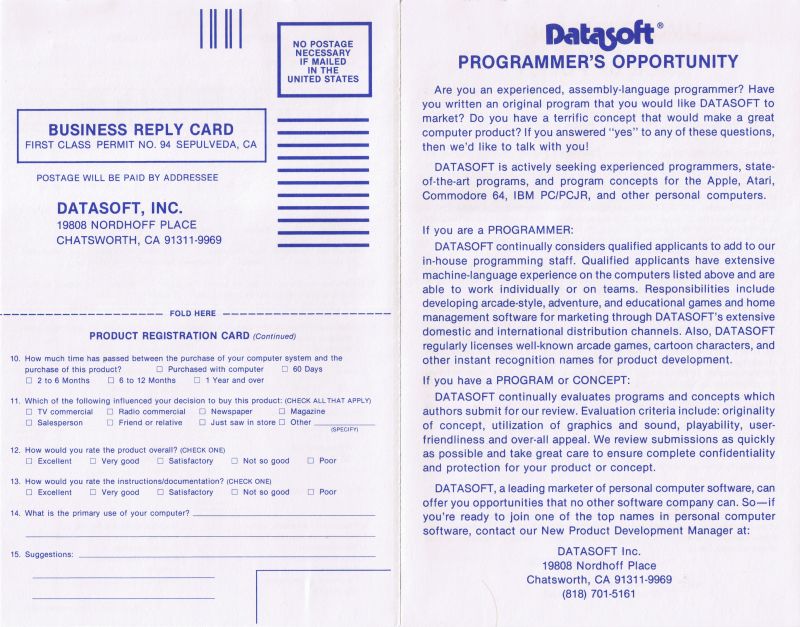 NO POSTAGE
NECESSARY
IF MAILED
IN THE
UNITED STATES
BUSINESS REPLY CARD
FIRST CLASS PERMIT NO. 94 SEPULVEDA, CA
POSTAGE WILL BE PAID BY ADDRESSEE
DATASOFT, INC.
19808 NORDHOFF PLACE
CHATSWORTH, CA 91311-9969
FOLD HERE
PRODUCT REGISTRATION CARD (Continued)
10. How much time has passed between the purchase of your computer system and the
purchase of this product? □ Purchased with computer □ 60 Days
□ 2 to 6 Months □ 6 to 12 Months □ 1 Year and over
11. Which of the following influenced your decision to buy this product: (CHECK ALL THAT APPLY)
□ TV commercial □ Radio commercial □ Newspaper □ Magazine
□ Salesperson □ Friend or relative □ Just saw in store □ Other
(SPECIFY)
12. How would you rate the product overall? (CHECK ONE)
□ Excellent □ Very good □ Satisfactory □ Not so good □ Poor
13. How would you rate the instructions/documentation? (CHECK ONE)
□ Excellent □ Very good □ Satisfactory □ Not so good □ Poor
14. What is the primary use of your computer?
15. Suggestions:
Datasoft®
PROGRAMMER'S OPPORTUNITY
Are you an experienced, assembly-language programmer? Have
you written an original program that you would like DATASOFT to
market? Do you have a terrific concept that would make a great
computer product? If you answered "yes" to any of these questions,
then we'd like to talk with you!
DATASOFT is actively seeking experienced programmers, state-
of-the-art programs, and program concepts for the Apple, Atari,
Commodore 64, IBM PC/PCJR, and other personal computers.
If you are a PROGRAMMER:
DATASOFT continually considers qualified applicants to add to our
in-house programming staff. Qualified applicants have extensive
machine-language experience on the computers listed above and are
able to work individually or on teams. Responsibilities include
developing arcade-style, adventure, and educational games and home
management software for marketing through DATASOFT's extensive
domestic and international distribution channels. Also, DATASOFT
regularly licenses well-known arcade games, cartoon characters, and
other instant recognition names for product development.
If you have a PROGRAM or CONCEPT:
DATASOFT continually evaluates programs and concepts which
authors submit for our review. Evaluation criteria include: originality
of concept, utilization of graphics and sound, playability, user-
friendliness and over-all appeal. We review submissions as quickly
as possible and take great care to ensure complete confidentiality
and protection for your product or concept.
DATASOFT, a leading marketer of personal computer software, can
offer you opportunities that no other software company can. So—if
you're ready to join one of the top names in personal computer
software, contact our New Product Development Manager at:
DATASOFT Inc.
19808 Nordhoff Place
Chatsworth, CA 91311-9969
(818) 701-5161